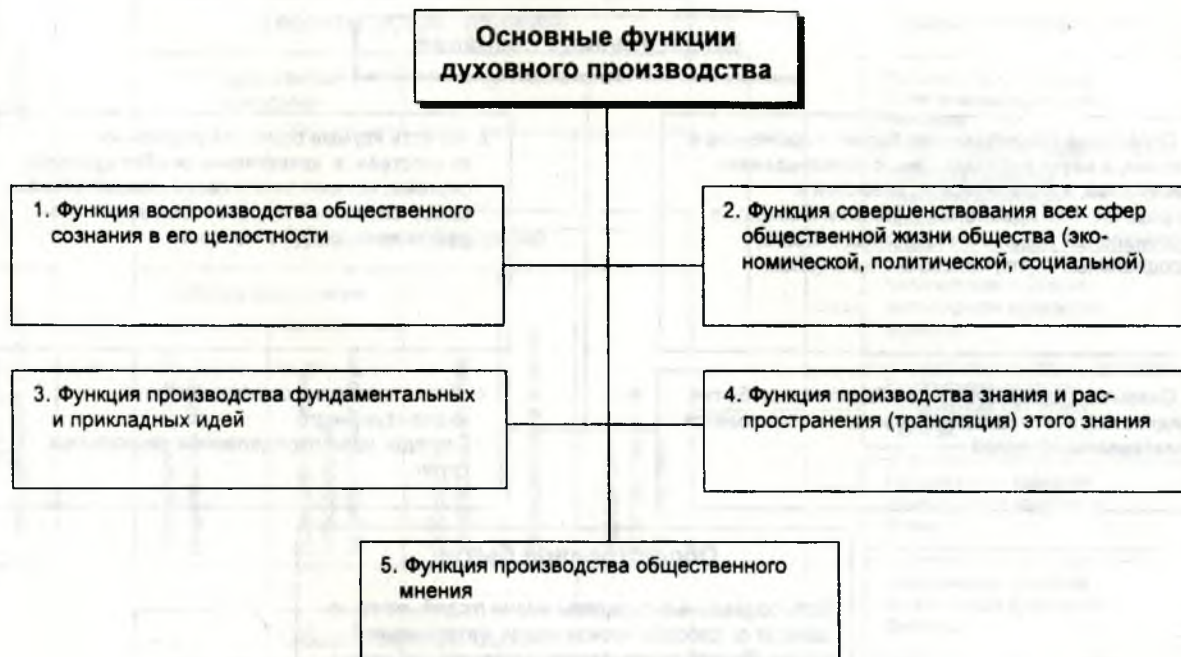 Основные функции
духовного производства
1. Функция воспроизводства общественного
сознания в его целостности
2. Функция совершенствования всех сфер
общественной жизни общества (эко-
номической, политической, социальной)
3. Функция производства фундаментальных
и прикладных идей
4. Функция производства знания и рас-
пространения (трансляция) этого знания
5. Функция производства общественного
мнения